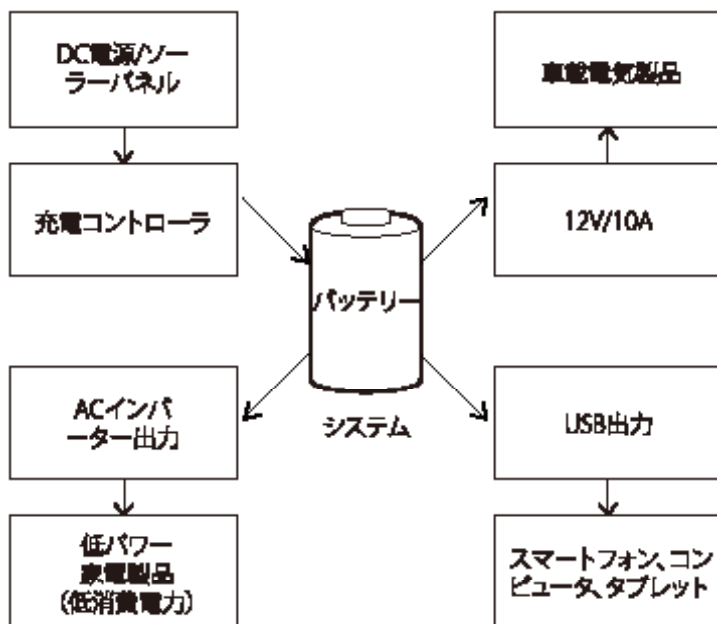 DC電源/ソー
ラーパネル
車載電気製品
充電コントローラ
12V/10A
バッテリー
システム
ACインバ
ーター出力
USB出力
低パワー
家電製品
(低消費電力)
スマートフォン、コン
ピュータ、タブレット